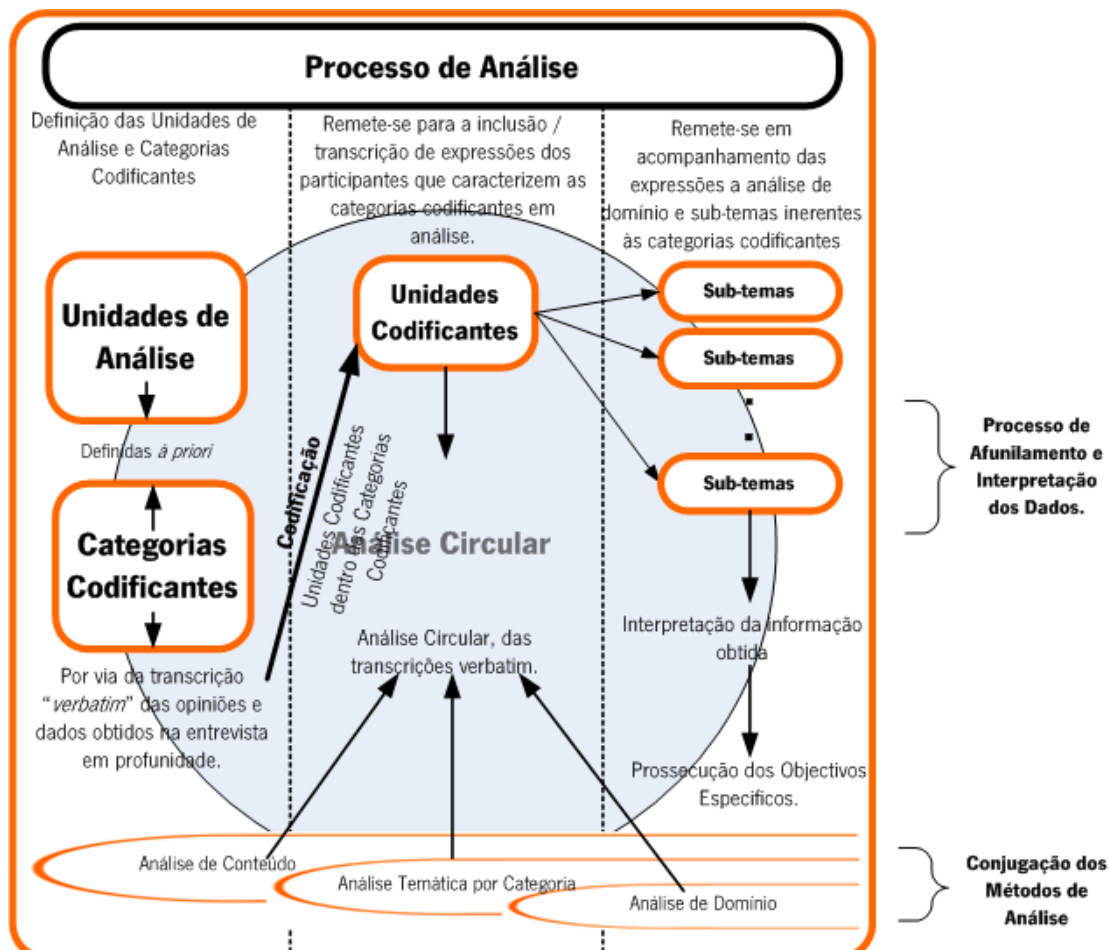 Processo de Análise
Definição das Unidades de
Análise e Categorias
Codificantes
Remete-se para a inclusão /
transcrição de expressões dos
participantes que caracterizem as
categorias codificantes em
análise.
Remete-se em
acompanhamento das
expressões a análise de
domínio e sub-temas inerentes
às categorias codificantes
Unidades de
Análise
Definidas à priori
Categorias
Codificantes
Por via da transcrição
“verbatim” das opiniões e
dados obtidos na entrevista
em profunidade.
Codificação
Unidades Codificantes
dentro das Categorias
Codificantes
Unidades
Codificantes
Análise Circular
Análise Circular, das
transcrições verbatim.
Sub-temas
Sub-temas
Sub-temas
Interpretação da informação
obtida
Prossecução dos Objectivos
Especificos.
Processo de
Afunilamento e
Interpretação
dos Dados.
Análise de Conteúdo
Análise Temática por Categoria
Análise de Domínio
Conjugação dos
Métodos de
Análise